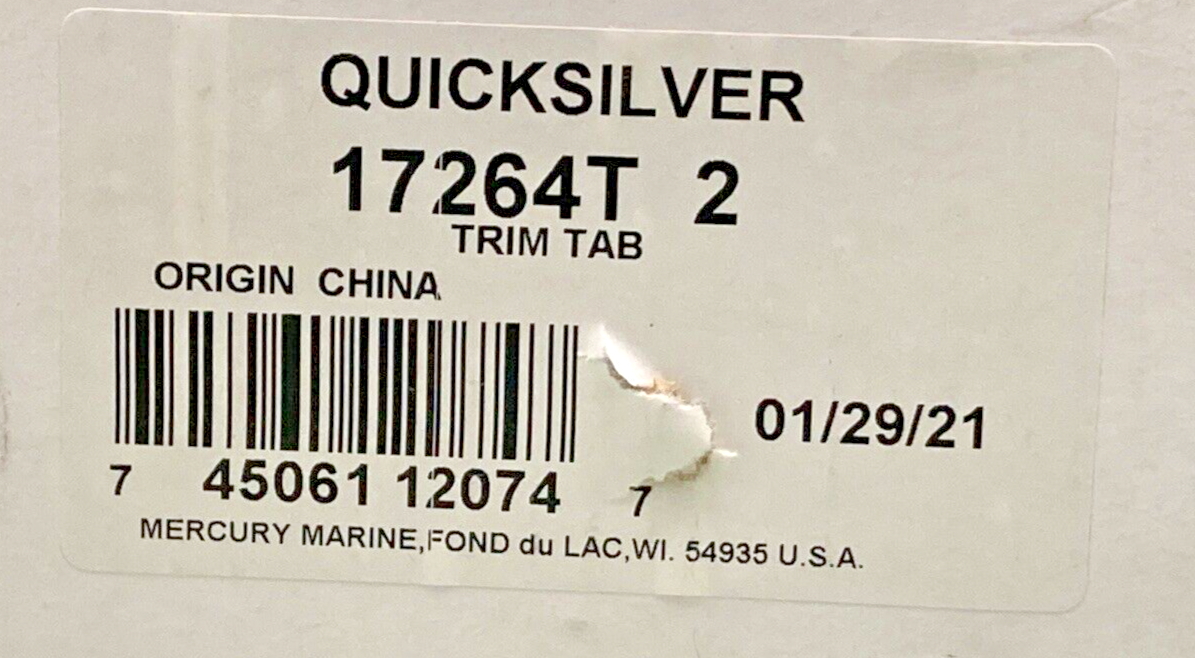 QUICKSILVER
17264T 2
TRIM TAB
ORIGIN CHINA
01/29/21
7 45061 12074 7
MERCURY MARINE,FOND du LAC,WI. 54935 U.S.A.